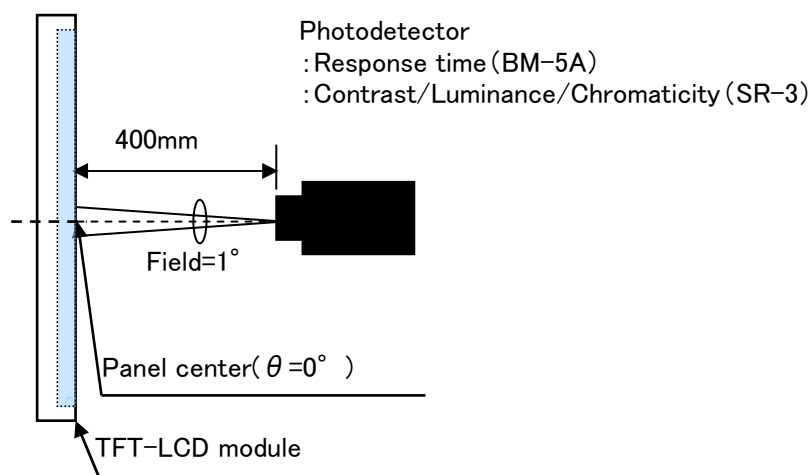 Photodetector
:Response time(BM-5A)
:Contrast/Luminance/Chromaticity(SR-3)
400mm
Field=1°
Panel center(θ=0° )
TFT-LCD module